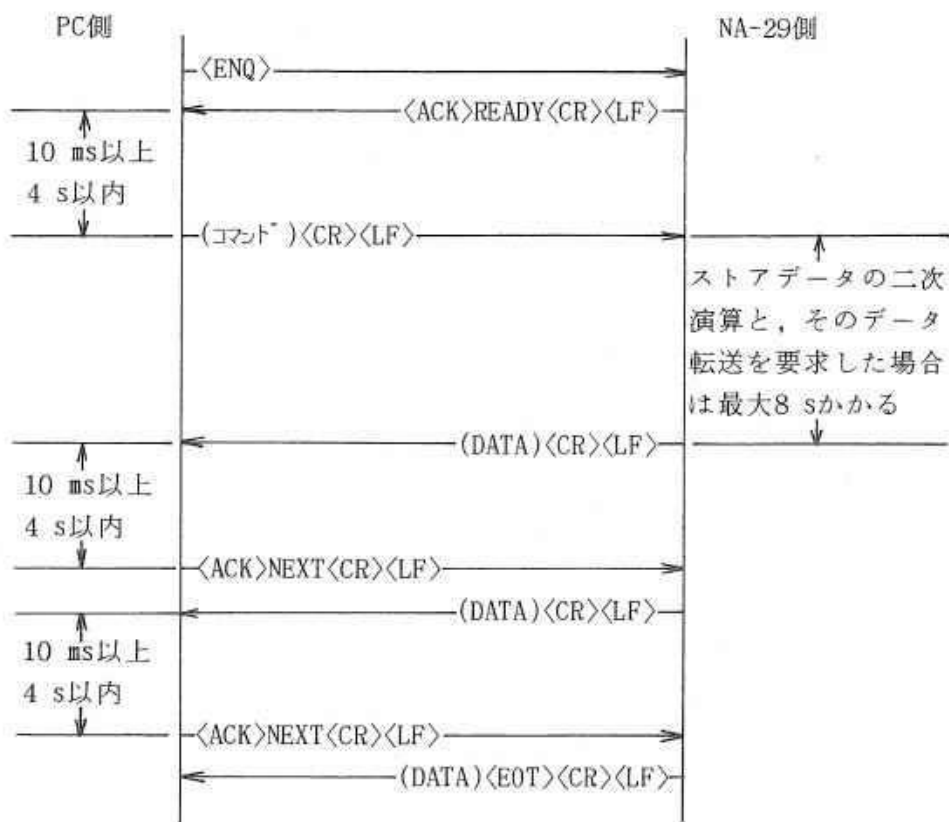 PC側
NA-29側
<ENQ>
<ACK>READY<CR><LF>
10 ms以上
4 s以内
(コマンド)<CR><LF>
ストアデータの二次
演算と，そのデータ
転送を要求した場合
は最大8 sかかる
(DATA)<CR><LF>
10 ms以上
4 s以内
<ACK>NEXT<CR><LF>
(DATA)<CR><LF>
10 ms以上
4 s以内
<ACK>NEXT<CR><LF>
(DATA)<EOT><CR><LF>